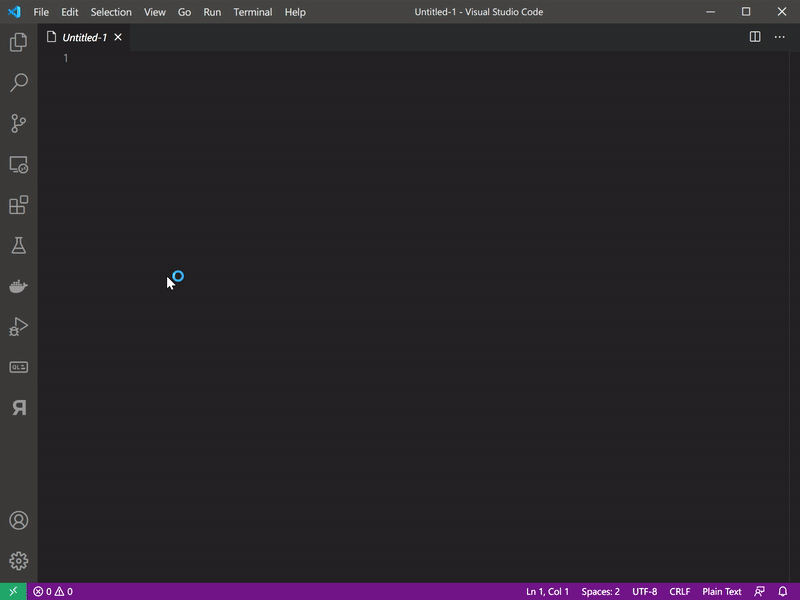 File Edit Selection View Go Run Terminal Help Untitled-1 - Visual Studio Code
Untitled-1
1
QL
Я
0 0 Ln 1, Col 1 Spaces: 2 UTF-8 CRLF Plain Text